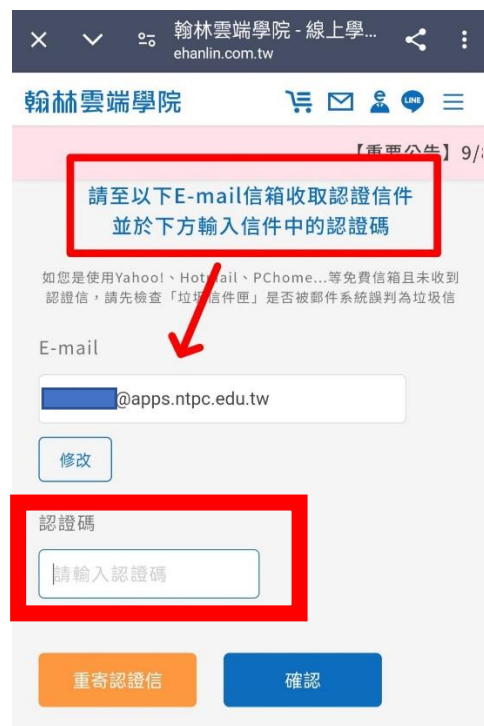 翰林雲端學院 - 線上學...
ehanlin.com.tw
翰林雲端學院
LINE
【重要公告】9/8
請至以下E-mail信箱收取認證信件
並於下方輸入信件中的認證碼
如您是使用Yahoo!、Hotmail、PChome...等免費信箱且未收到
認證信，請先檢查「垃圾信件匣」是否被郵件系統誤判為垃圾信
E-mail
@apps.ntpc.edu.tw
修改
認證碼
請輸入認證碼
重寄認證信
確認